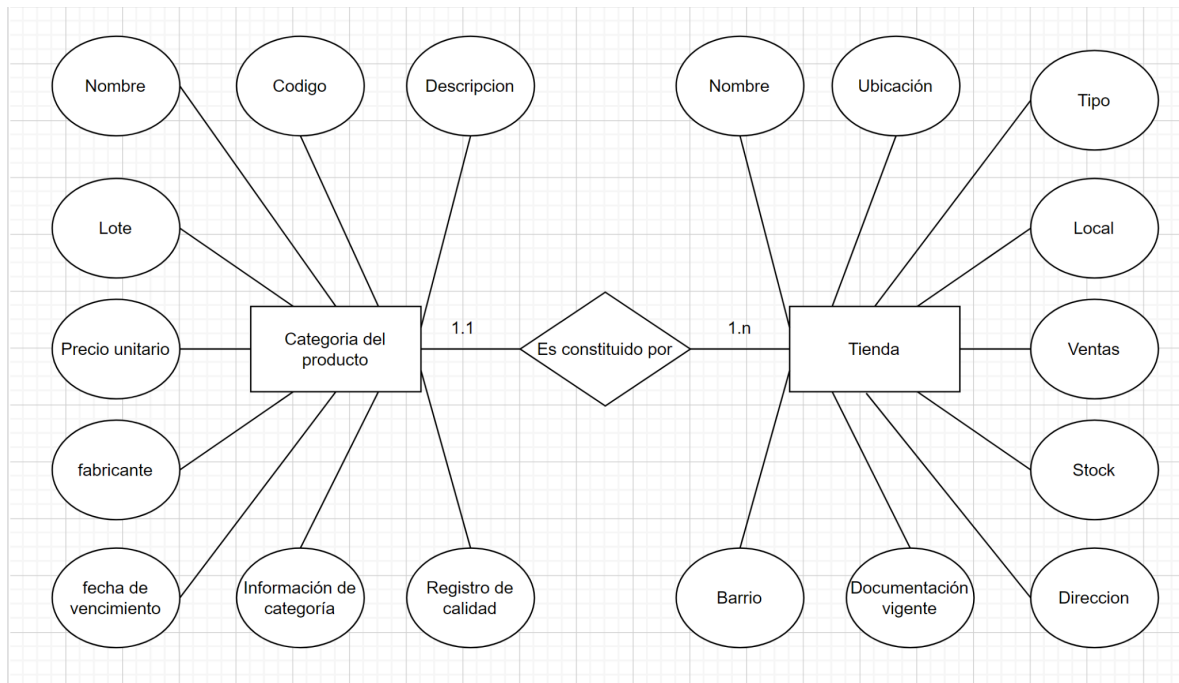 Nombre
Codigo
Descripcion
Nombre
Ubicación
Tipo
Lote
Local
Precio unitario
Categoria del
producto
1.1
Es constituido por
1.n
Tienda
Ventas
fabricante
Stock
fecha de
vencimiento
Información de
categoría
Registro de
calidad
Barrio
Documentación
vigente
Direccion